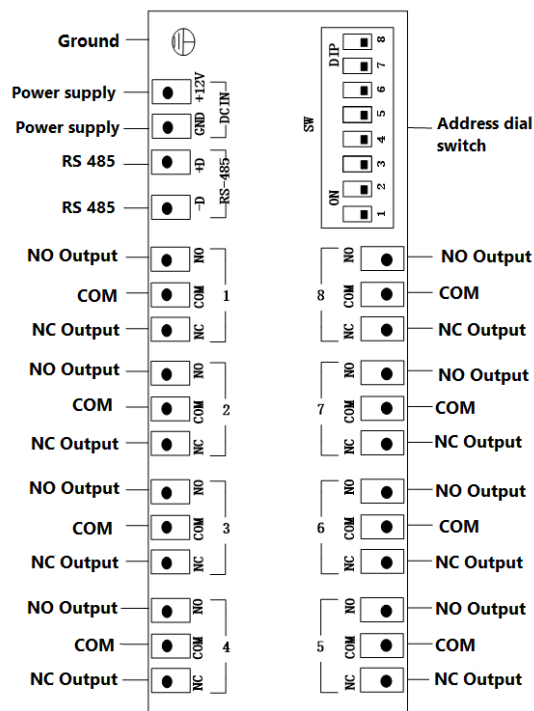 Ground
Power supply
+12V
DCIN
Power supply
GND
RS 485
+D
RS-485
RS 485
-D
SW
DIP
ON
8
7
6
5
4
3
2
1
Address dial
switch
NO Output
NO
COM
COM
1
NC Output
NC
NO Output
NO
COM
COM
2
NC Output
NC
NO Output
NO
COM
COM
3
NC Output
NC
NO Output
NO
COM
COM
4
NC Output
NC
NO
NO Output
8
COM
COM
NC
NC Output
NO
NO Output
7
COM
COM
NC
NC Output
NO
NO Output
6
COM
COM
NC
NC Output
NO
NO Output
5
COM
COM
NC
NC Output